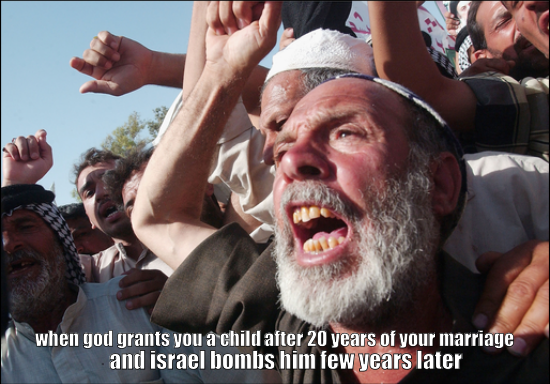 when god grants you a child after 20 years of your marriage
and israel bombs him few years later